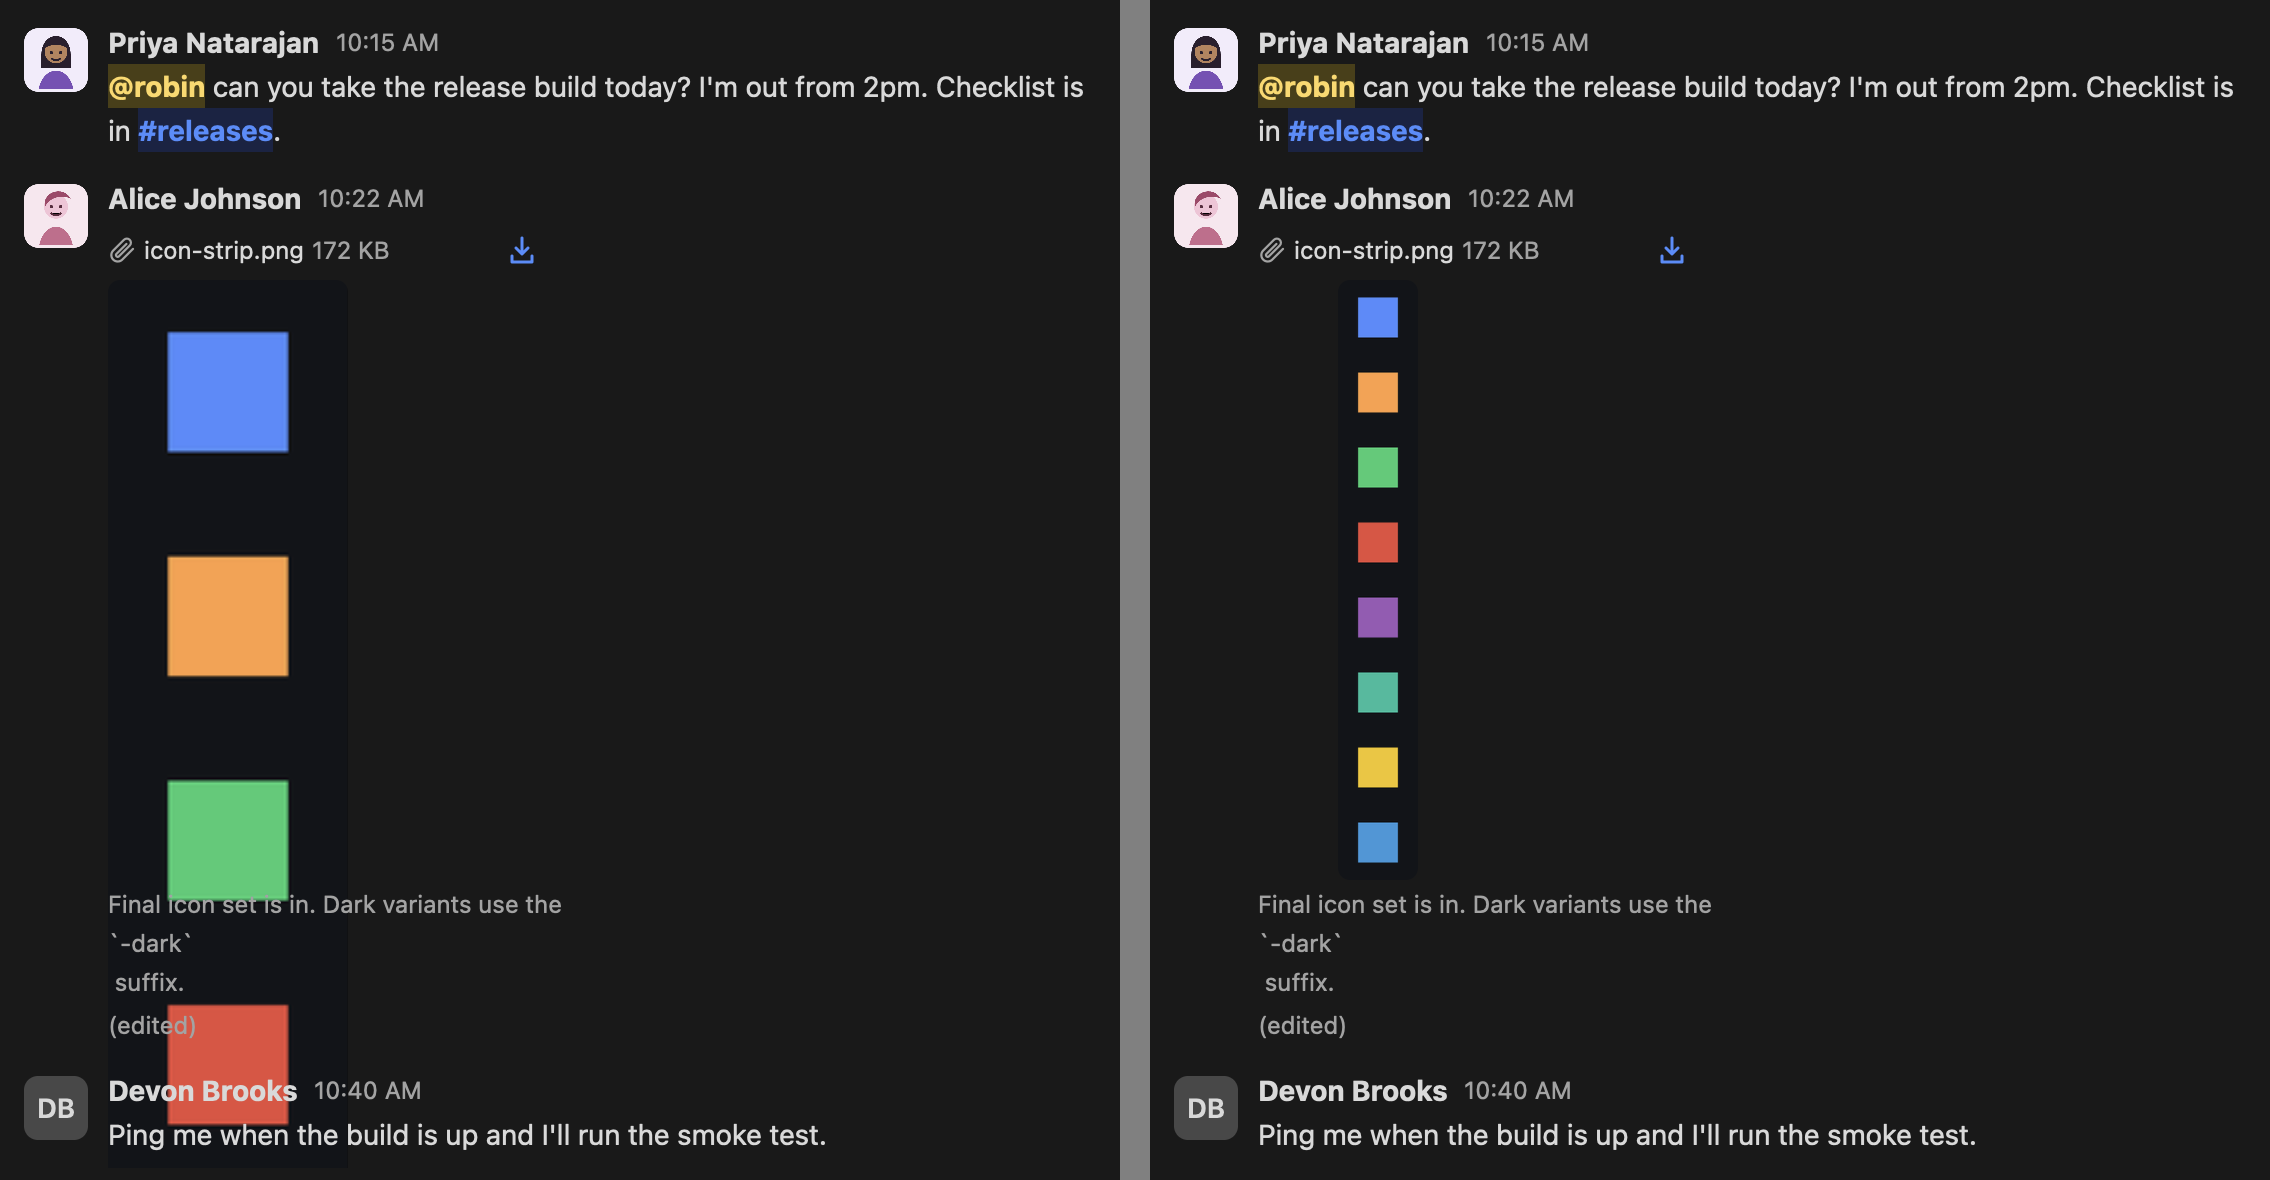 Priya Natarajan 10:15 AM
@robin can you take the release build today? I'm out from 2pm. Checklist is
in #releases.
Alice Johnson 10:22 AM
icon-strip.png 172 KB
Final icon set is in. Dark variants use the
`-dark`
suffix.
(edited)
DB
Devon Brooks 10:40 AM
Ping me when the build is up and I'll run the smoke test.
Priya Natarajan 10:15 AM
@robin can you take the release build today? I'm out from 2pm. Checklist is
in #releases.
Alice Johnson 10:22 AM
icon-strip.png 172 KB
Final icon set is in. Dark variants use the
`-dark`
suffix.
(edited)
DB
Devon Brooks 10:40 AM
Ping me when the build is up and I'll run the smoke test.